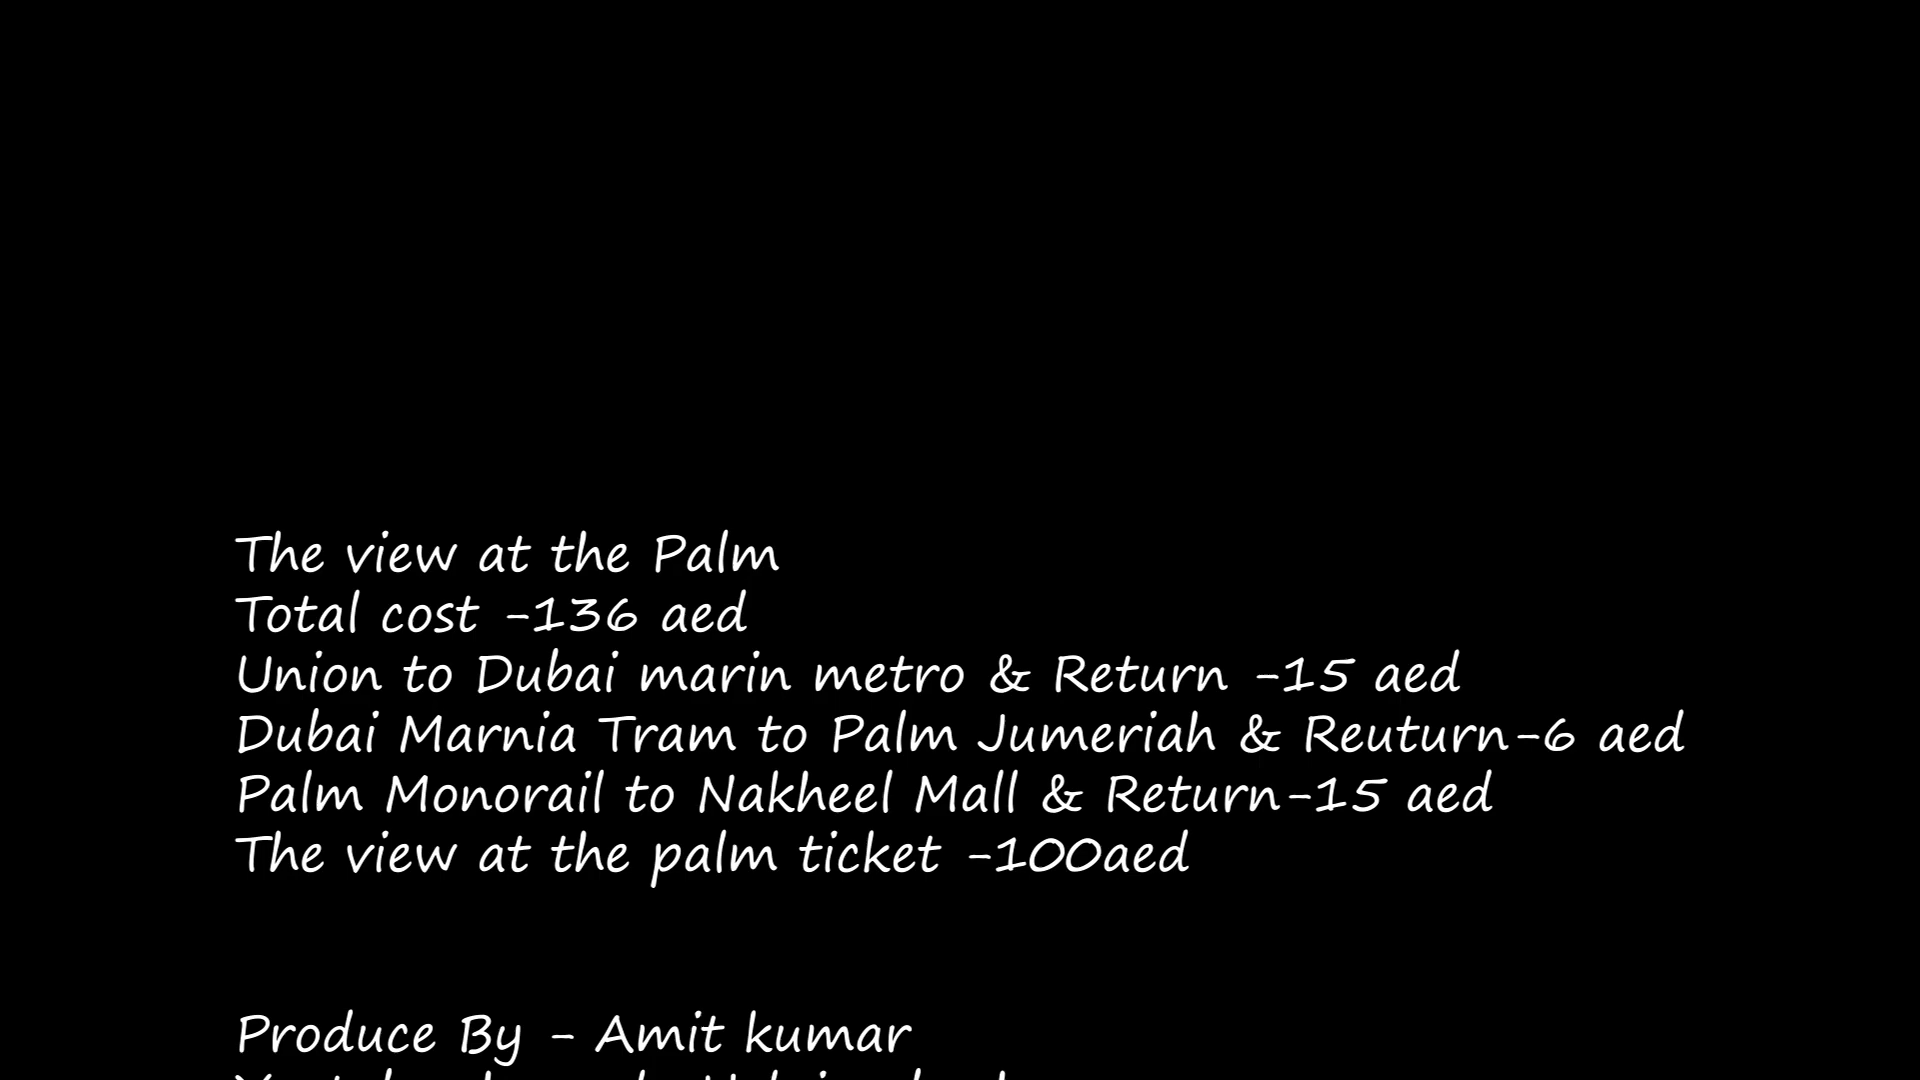 The view at the Palm
Total cost -136 aed
Union to Dubai marin metro & Return -15 aed
Dubai Marnia Tram to Palm Jumeriah & Reuturn-6 aed
Palm Monorail to Nakheel Mall & Return-15 aed
The view at the palm ticket -100aed
Produce By - Amit kumar